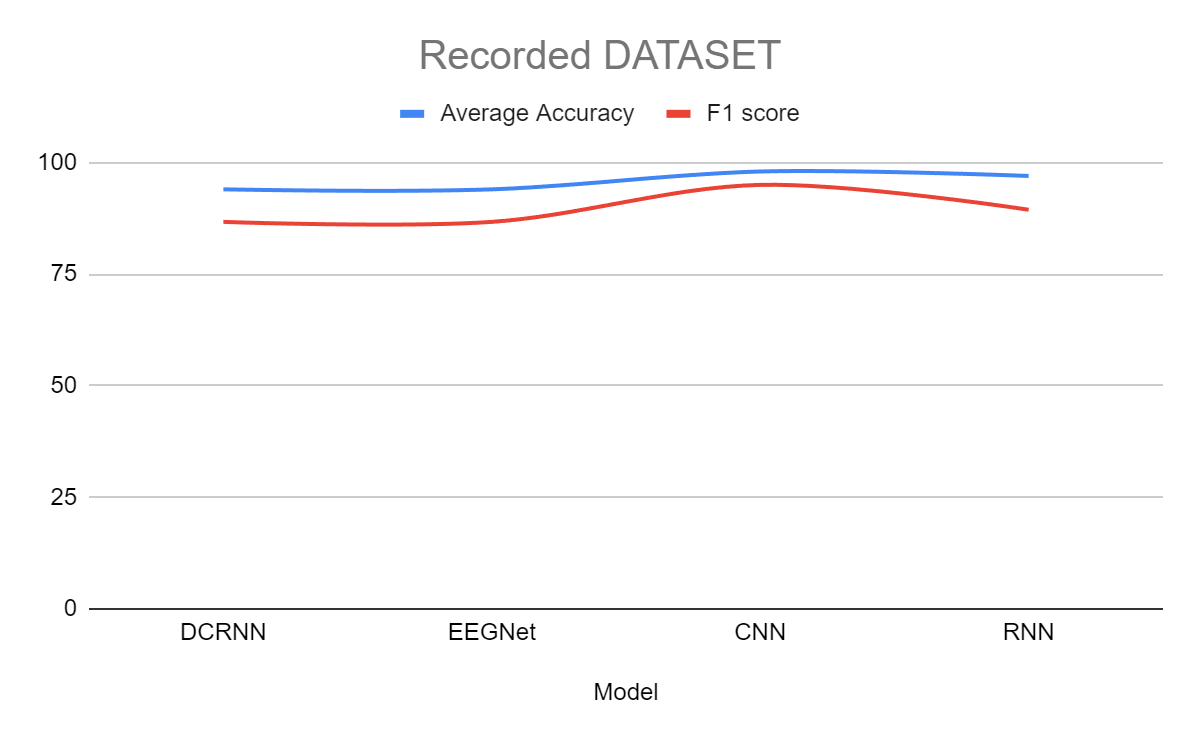 Recorded DATASET
Average Accuracy F1 score
100
75
50
25
0
DCRNN EEGNet CNN RNN
Model